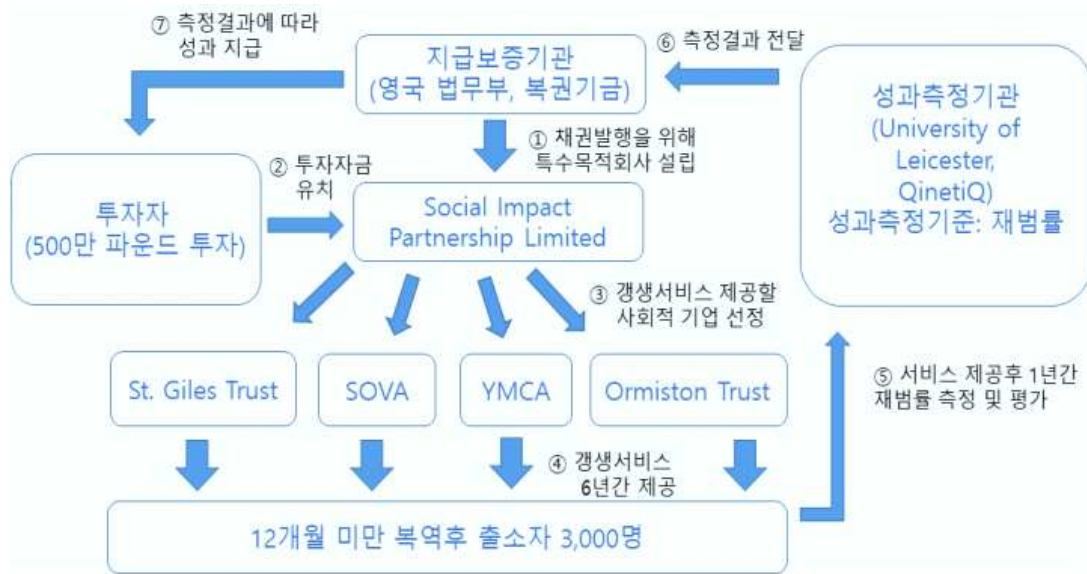 ⑦ 측정결과에 따라
성과 지급
지급보증기관
(영국 법무부, 복권기금)
⑥ 측정결과 전달
성과측정기관
(University of
Leicester,
QinetiQ)
성과측정기준: 재범률
① 채권발행을 위해
특수목적회사 설립
② 투자자금
유치
투자자
(500만 파운드 투자)
Social Impact
Partnership Limited
③ 갱생서비스 제공할
사회적 기업 선정
St. Giles Trust
SOVA
YMCA
Ormiston Trust
⑤ 서비스 제공후 1년간
재범률 측정 및 평가
④ 갱생서비스
6년간 제공
12개월 미만 복역후 출소자 3,000명